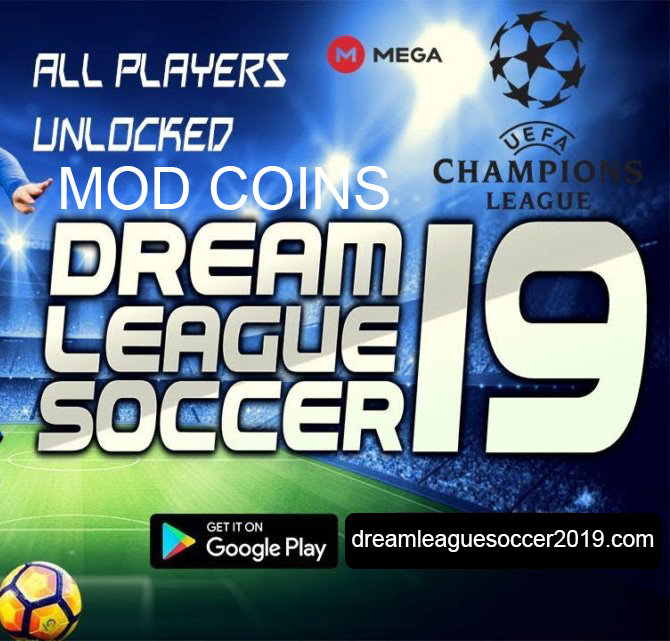 ALL PLAYERS
UNLOCKED
M MEGA
UEFA
CHAMPIONS
LEAGUE
MOD COINS
DREAM
LEAGUE
SOCCER
19
GET IT ON
Google Play
dreamleaguesoccer2019.com